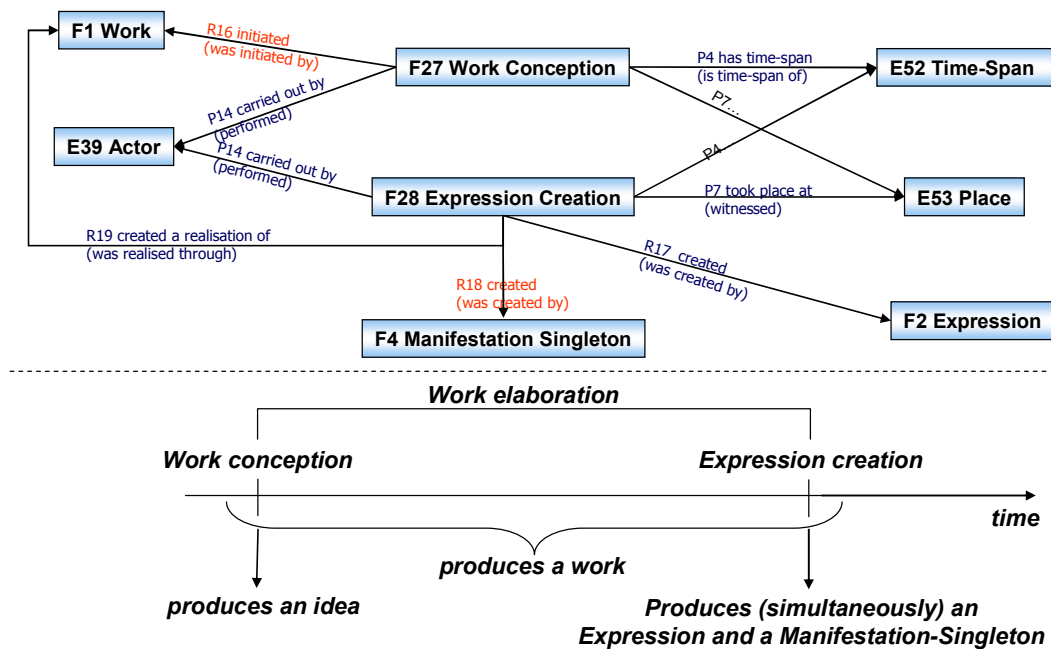 F1 Work
R16 initiated
(was initiated by)
F27 Work Conception
P4 has time-span
(is time-span of)
E52 Time-Span
P14 carried out by
(performed)
P7...
E39 Actor
P14 carried out by
(performed)
P4...
F28 Expression Creation
P7 took place at
(witnessed)
E53 Place
R19 created a realisation of
(was realised through)
R17 created
(was created by)
R18 created
(was created by)
F2 Expression
F4 Manifestation Singleton
Work elaboration
Work conception
Expression creation
time
produces a work
produces an idea
Produces (simultaneously) an
Expression and a Manifestation-Singleton